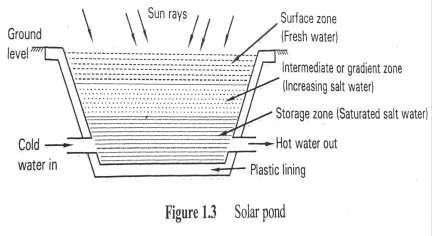 Sun rays
Ground
level
Surface zone
(Fresh water)
Intermediate or gradient zone
(Increasing salt water)
Storage zone (Saturated salt water)
Cold
water in
Hot water out
Plastic lining
Figure 1.3 Solar pond